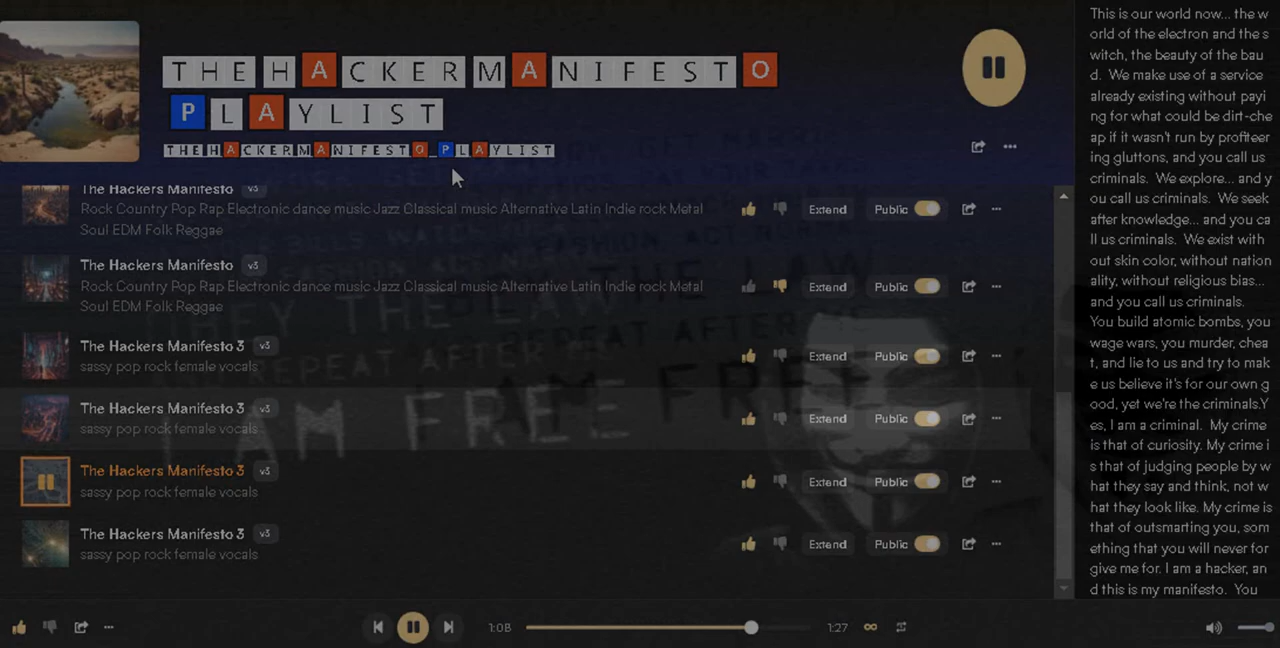 THE HACKER MANIFESTO
PLAYLIST
THE HACKER MANIFESTO_PLAYLIST
The Hackers Manifesto v3
Rock Country Pop Rap Electronic dance music Jazz Classical music Alternative Latin Indie rock Metal
Soul EDM Folk Reggae
Extend Public
The Hackers Manifesto v3
Rock Country Pop Rap Electronic dance music Jazz Classical music Alternative Latin Indie rock Metal
Soul EDM Folk Reggae
Extend Public
The Hackers Manifesto 3 v3
sassy pop rock female vocals
Extend Public
The Hackers Manifesto 3 v3
sassy pop rock female vocals
Extend Public
The Hackers Manifesto 3 v3
sassy pop rock female vocals
Extend Public
The Hackers Manifesto 3 v3
sassy pop rock female vocals
Extend Public
OBEY THE LAW
REPEAT AFTER
I AM FREE
1:08 1:27
This is our world now... the w
orld of the electron and the s
witch, the beauty of the bau
d. We make use of a service
already existing without payi
ng for what could be dirt-che
ap if it wasn't run by profiteer
ing gluttons, and you call us
criminals. We explore... and y
ou call us criminals. We seek
after knowledge... and you ca
ll us criminals. We exist with
out skin color, without nation
ality, without religious bias...
and you call us criminals.
You build atomic bombs, you
wage wars, you murder, chea
t, and lie to us and try to mak
e us believe it's for our own g
ood, yet we're the criminals.Y
es, I am a criminal. My crime
is that of curiosity. My crime i
s that of judging people by w
hat they say and think, not w
hat they look like. My crime is
that of outsmarting you, som
ething that you will never for
give me for. I am a hacker, an
d this is my manifesto. You